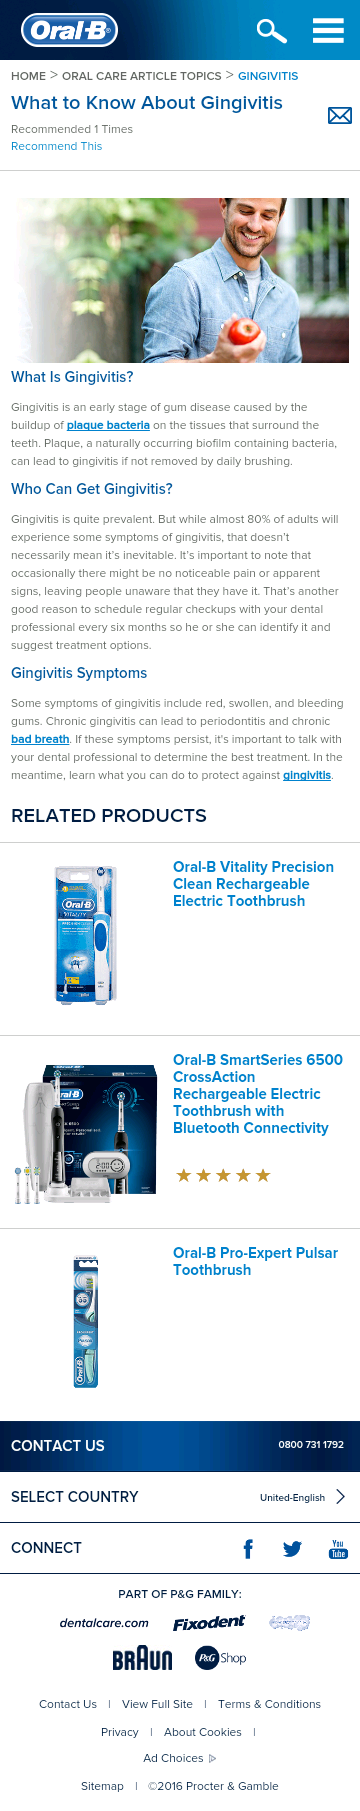 Oral-B
HOME > ORAL CARE ARTICLE TOPICS > GINGIVITIS
What to Know About Gingivitis
Recommended 1 Times
Recommend This
What Is Gingivitis?
Gingivitis is an early stage of gum disease caused by the
buildup of plaque bacteria on the tissues that surround the
teeth. Plaque, a naturally occurring biofilm containing bacteria,
can lead to gingivitis if not removed by daily brushing.
Who Can Get Gingivitis?
Gingivitis is quite prevalent. But while almost 80% of adults will
experience some symptoms of gingivitis, that doesn't
necessarily mean it's inevitable. It's important to note that
occasionally there might be no noticeable pain or apparent
signs, leaving people unaware that they have it. That's another
good reason to schedule regular checkups with your dental
professional every six months so he or she can identify it and
suggest treatment options.
Gingivitis Symptoms
Some symptoms of gingivitis include red, swollen, and bleeding
gums. Chronic gingivitis can lead to periodontitis and chronic
bad breath. If these symptoms persist, it's important to talk with
your dental professional to determine the best treatment. In the
meantime, learn what you can do to protect against gingivitis.
RELATED PRODUCTS
Oral-B
VITALITY
Oral-B Vitality Precision
Clean Rechargeable
Electric Toothbrush
Oral-B SmartSeries 6500
CrossAction
Rechargeable Electric
Toothbrush with
Bluetooth Connectivity
Oral-B
Oral-B Pro-Expert Pulsar
Toothbrush
CONTACT US 0800 731 1792
SELECT COUNTRY United-English
CONNECT
You Tube
PART OF P&G FAMILY:
dentalcare.com Fixodent
BRAUN P&G Shop
Contact Us | View Full Site | Terms & Conditions
Privacy | About Cookies |
Ad Choices
Sitemap | ©2016 Procter & Gamble